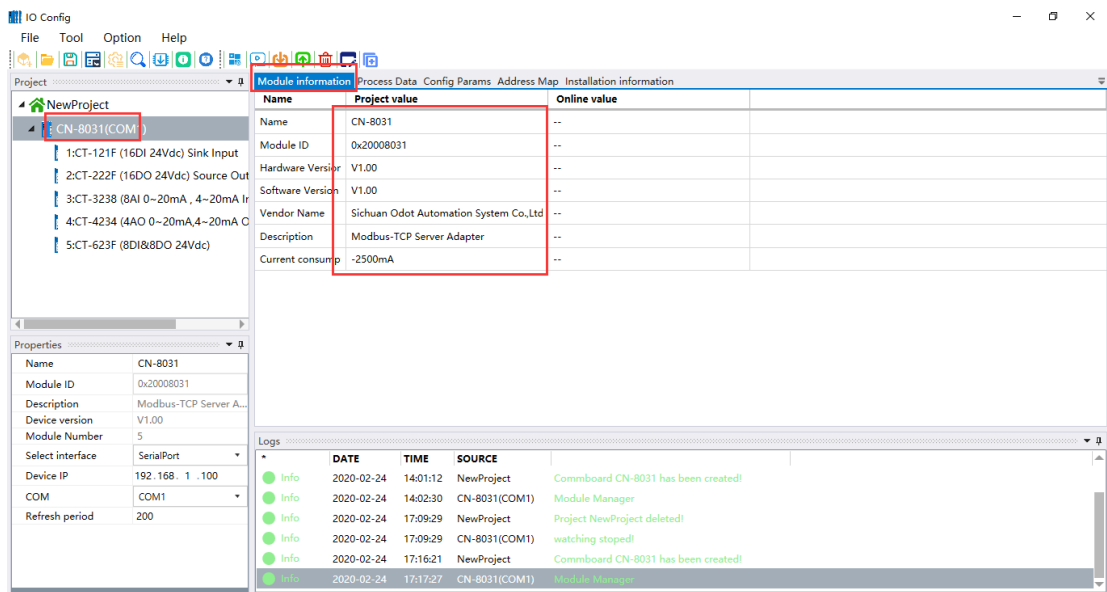 IO Config
File Tool Option Help
Project
NewProject
CN-8031(COM1)
1:CT-121F (16DI 24Vdc) Sink Input
2:CT-222F (16DO 24Vdc) Source Out
3:CT-3238 (8AI 0~20mA , 4~20mA Ir
4:CT-4234 (4AO 0~20mA,4~20mA O
5:CT-623F (8DI&8DO 24Vdc)
Module information Process Data Config Params Address Map Installation information
Name Project value Online value
Name CN-8031 --
Module ID 0x20008031 --
Hardware Version V1.00 --
Software Version V1.00 --
Vendor Name Sichuan Odot Automation System Co.,Ltd --
Description Modbus-TCP Server Adapter --
Current consump -2500mA --
Properties
Name CN-8031
Module ID 0x20008031
Description Modbus-TCP Server A...
Device version V1.00
Module Number 5
Select interface SerialPort
Device IP 192.168. 1 .100
COM COM1
Refresh period 200
Logs
* DATE TIME SOURCE
Info 2020-02-24 14:01:12 NewProject Commboard CN-8031 has been created!
Info 2020-02-24 14:02:30 CN-8031(COM1) Module Manager
Info 2020-02-24 17:09:29 NewProject Project NewProject deleted!
Info 2020-02-24 17:09:29 CN-8031(COM1) watching stoped!
Info 2020-02-24 17:16:21 NewProject Commboard CN-8031 has been created!
Info 2020-02-24 17:17:27 CN-8031(COM1) Module Manager